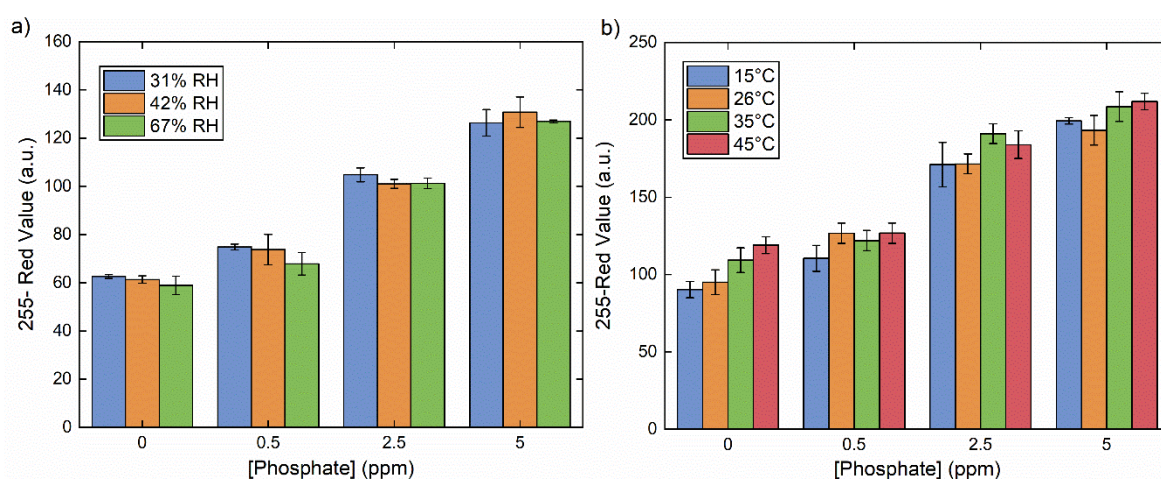 a)
160
140
120
100
80
60
40
20
0
255- Red Value (a.u.)
31% RH
42% RH
67% RH
0 0.5 2.5 5
[Phosphate] (ppm)
b)
250
200
150
100
50
0
255-Red Value (a.u.)
15°C
26°C
35°C
45°C
0 0.5 2.5 5
[Phosphate] (ppm)